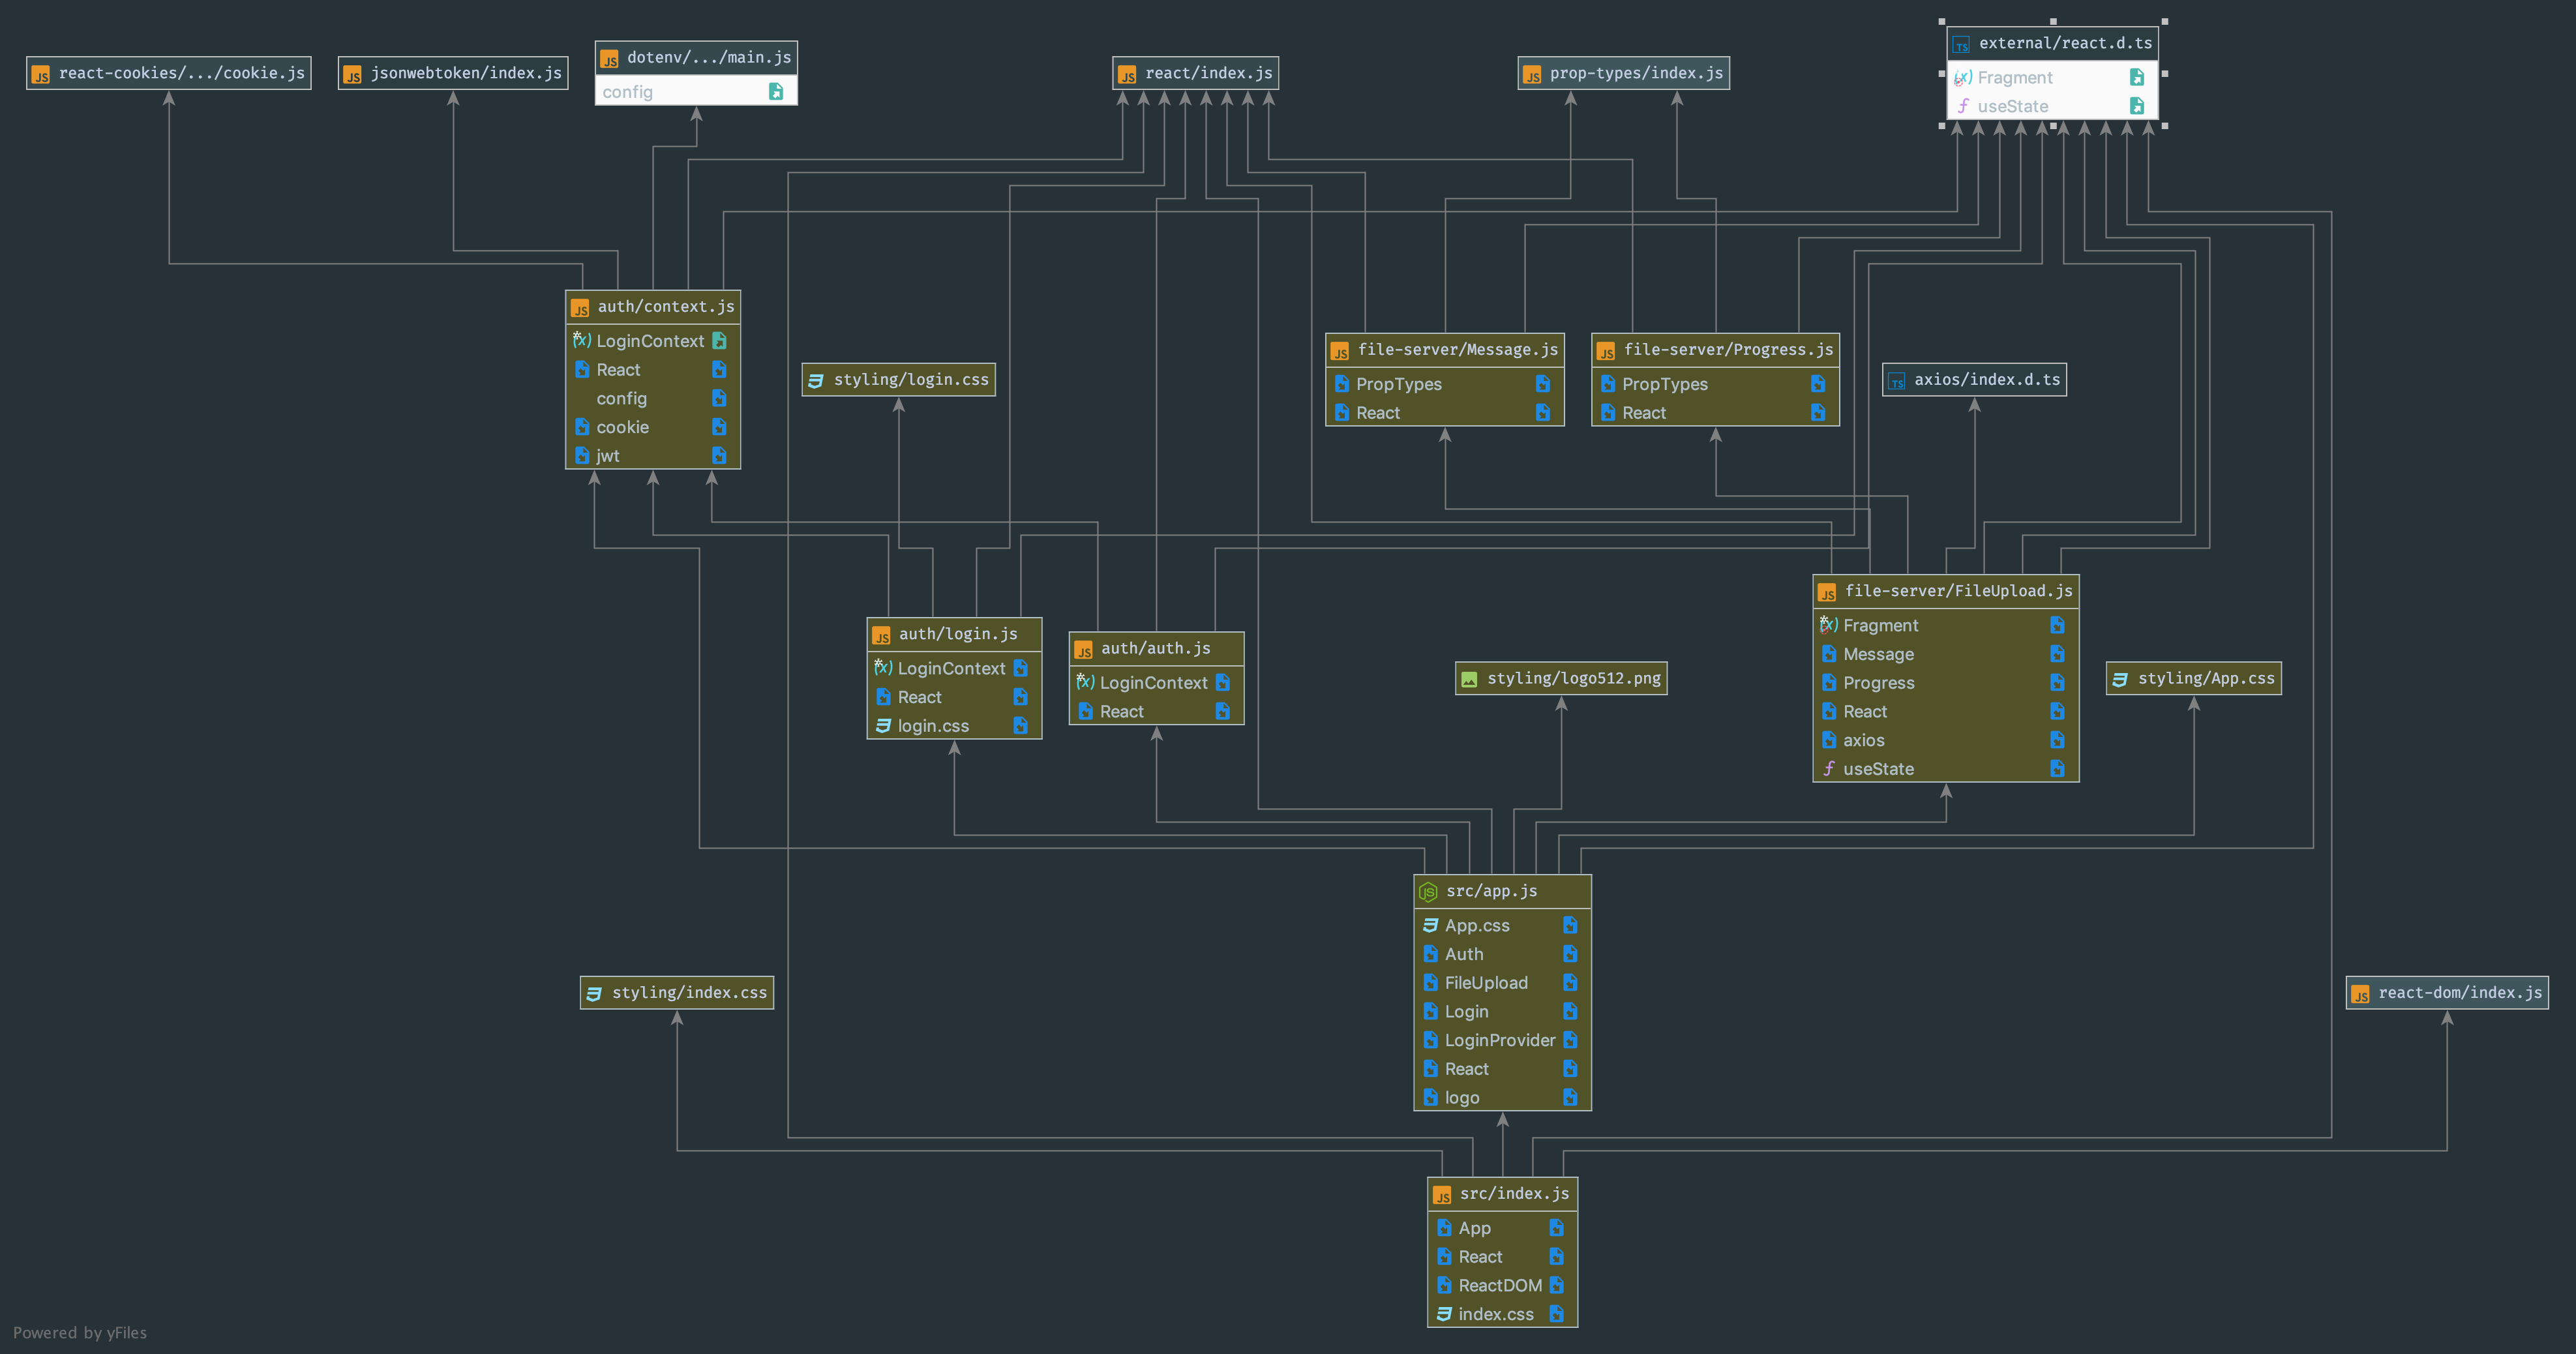 external/react.d.ts
Fragment
useState
react-cookies/.../cookie.js
jsonwebtoken/index.js
dotenv/.../main.js
config
react/index.js
prop-types/index.js
auth/context.js
LoginContext
React
config
cookie
jwt
styling/login.css
file-server/Message.js
PropTypes
React
file-server/Progress.js
PropTypes
React
axios/index.d.ts
auth/login.js
LoginContext
React
login.css
auth/auth.js
LoginContext
React
styling/logo512.png
file-server/FileUpload.js
Fragment
Message
Progress
React
axios
useState
styling/App.css
src/app.js
App.css
Auth
FileUpload
Login
LoginProvider
React
logo
styling/index.css
react-dom/index.js
src/index.js
App
React
ReactDOM
index.css
Powered by yFiles